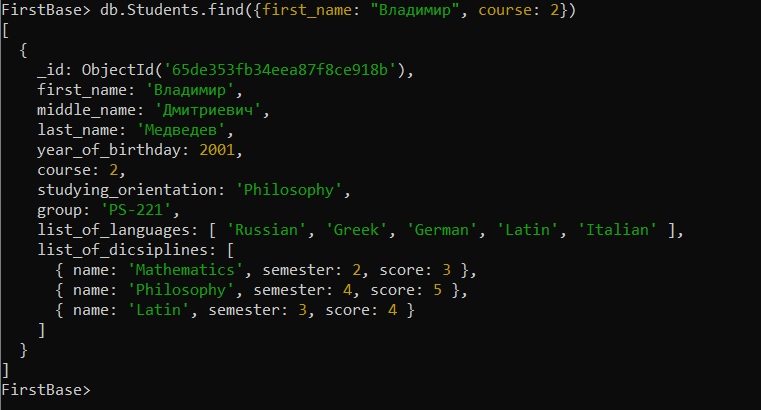 FirstBase> db.Students.find({first_name: "Владимир", course: 2})
[
  {
    _id: ObjectId('65de353fb34eea87f8ce918b'),
    first_name: 'Владимир',
    middle_name: 'Дмитриевич',
    last_name: 'Медведев',
    year_of_birthday: 2001,
    course: 2,
    studying_orientation: 'Philosophy',
    group: 'PS-221',
    list_of_languages: [ 'Russian', 'Greek', 'German', 'Latin', 'Italian' ],
    list_of_dicsiplines: [
      { name: 'Mathematics', semester: 2, score: 3 },
      { name: 'Philosophy', semester: 4, score: 5 },
      { name: 'Latin', semester: 3, score: 4 }
    ]
  }
]
FirstBase>